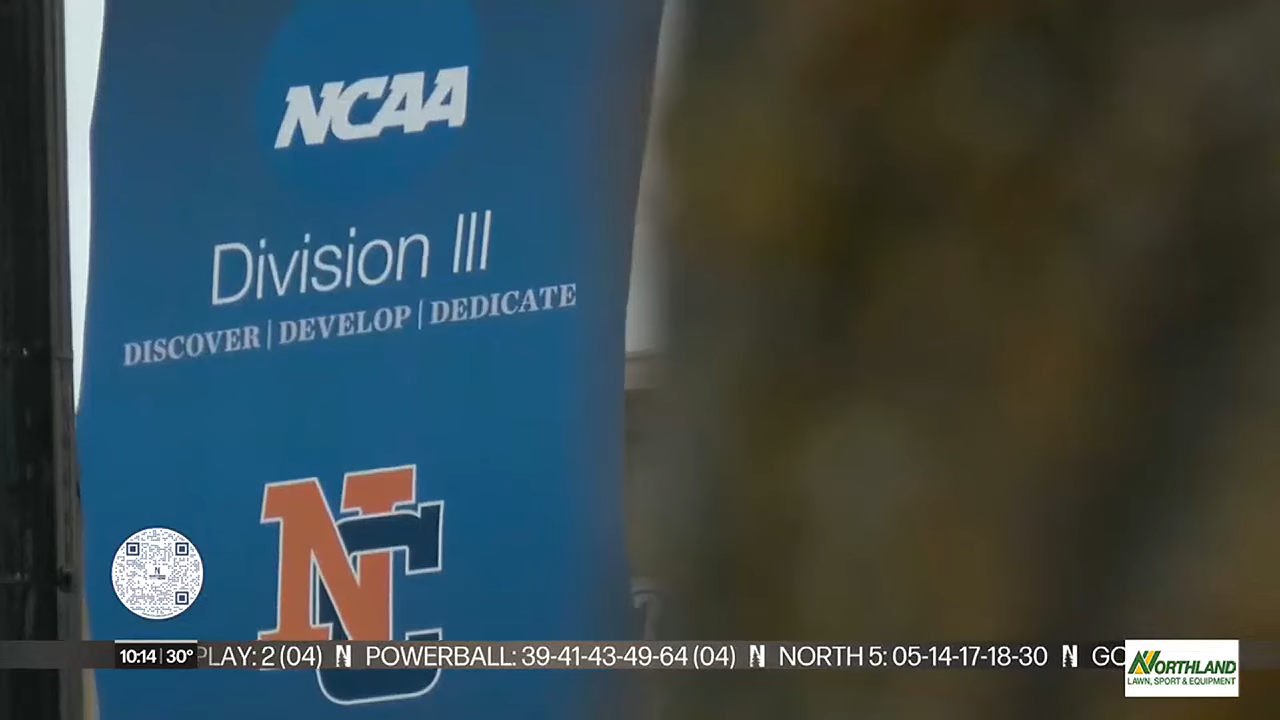 NCAA
Division III
DISCOVER | DEVELOP | DEDICATE
NC
10:14 | 30° PLAY: 2 (04) N POWERBALL: 39-41-43-49-64 (04) N NORTH 5: 05-14-17-18-30 N GO
NORTHLAND
LAWN, SPORT & EQUIPMENT